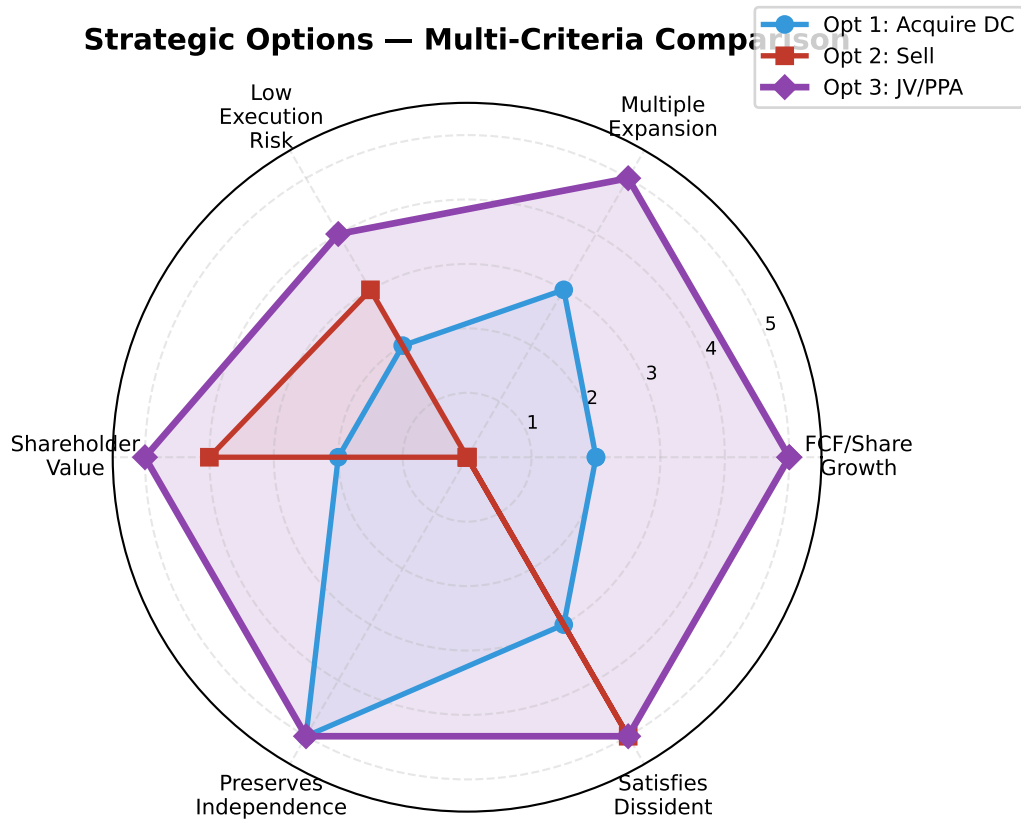 Strategic Options — Multi-Criteria Comparison
Opt 1: Acquire DC
Opt 2: Sell
Opt 3: JV/PPA
Low
Execution
Risk
Multiple
Expansion
5
4
3
2
1
Shareholder
Value
FCF/Share
Growth
Preserves
Independence
Satisfies
Dissident